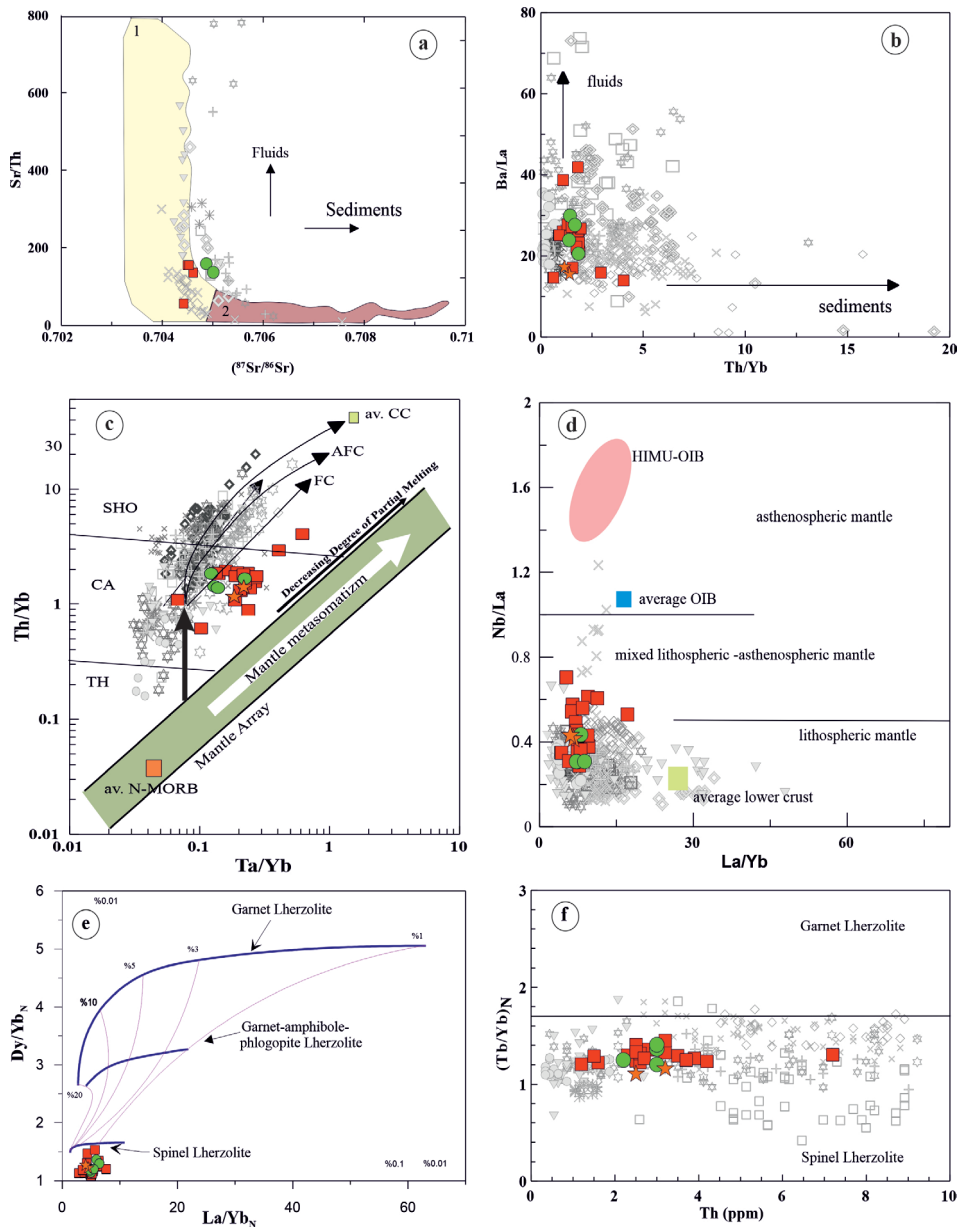 a
800
600
400
200
0
Sr/Th
1
2
Fluids
Sediments
0.702
0.704
0.706
0.708
0.71
(⁸⁷Sr/⁸⁶Sr)
b
80
60
40
20
0
Ba/La
fluids
sediments
0
5
10
15
20
Th/Yb
c
30
10
1
0.1
0.01
Th/Yb
av. CC
AFC
FC
SHO
CA
TH
Decreasing Degree of Partial Melting
Mantle metasomatizm
Mantle Array
av. N-MORB
0.01
0.1
1
10
Ta/Yb
d
2
1.6
1.2
0.8
0.4
0
Nb/La
HIMU-OIB
asthenospheric mantle
average OIB
mixed lithospheric -asthenospheric mantle
lithospheric mantle
average lower crust
0
30
60
La/Yb
e
6
5
4
3
2
1
Dy/YbN
%0.01
Garnet Lherzolite
%1
%3
%5
%10
Garnet-amphibole-
phlogopite Lherzolite
%20
Spinel Lherzolite
%0.1
%0.01
0
20
40
60
La/YbN
f
3
2.4
1.8
1.2
0.6
0
(Tb/Yb)N
Garnet Lherzolite
Spinel Lherzolite
0
2
4
6
8
10
Th (ppm)